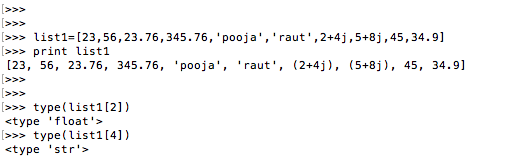 [>>>
[>>>
[>>> list1=[23,56,23.76,345.76,'pooja','raut',2+4j,5+8j,45,34.9]
[>>> print list1
[23, 56, 23.76, 345.76, 'pooja', 'raut', (2+4j), (5+8j), 45, 34.9]
[>>>
[>>>
[>>> type(list1[2])
<type 'float'>
[>>> type(list1[4])
<type 'str'>